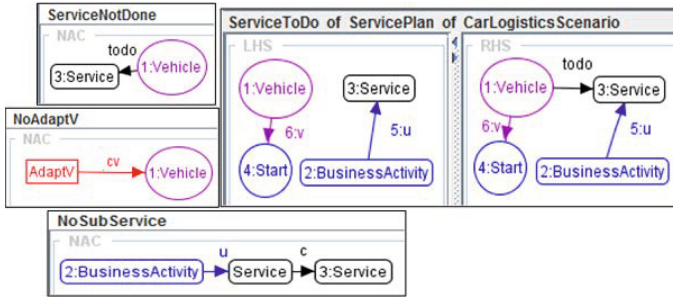 ServiceNotDone
NAC
todo
3:Service
1:Vehicle
NoAdaptV
NAC
AdaptV
cv
1:Vehicle
ServiceToDo of ServicePlan of CarLogisticsScenario
LHS
1:Vehicle
3:Service
6:v
5:u
4:Start
2:BusinessActivity
RHS
todo
1:Vehicle
3:Service
6:v
5:u
4:Start
2:BusinessActivity
NoSubService
NAC
u
c
2:BusinessActivity
Service
3:Service